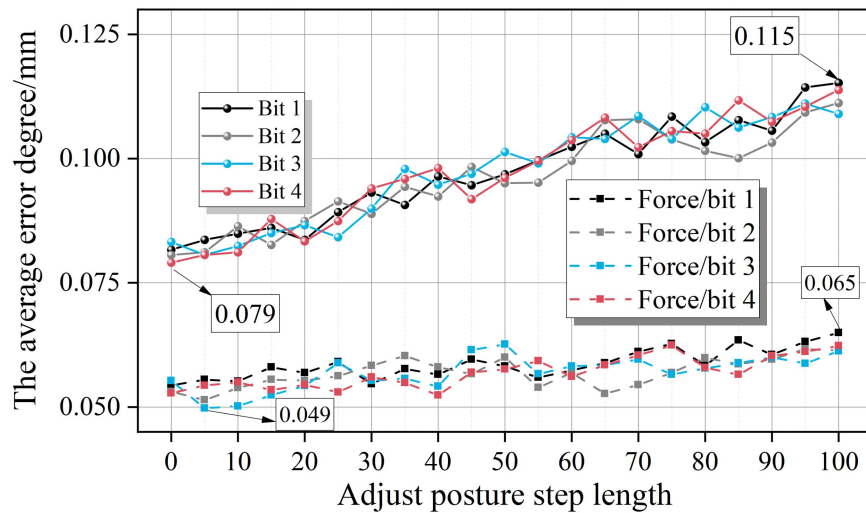 The average error degree/mm
0.125
0.100
0.075
0.050
0.115
Bit 1
Bit 2
Bit 3
Bit 4
Force/bit 1
Force/bit 2
Force/bit 3
Force/bit 4
0.079
0.065
0.049
0 10 20 30 40 50 60 70 80 90 100
Adjust posture step length